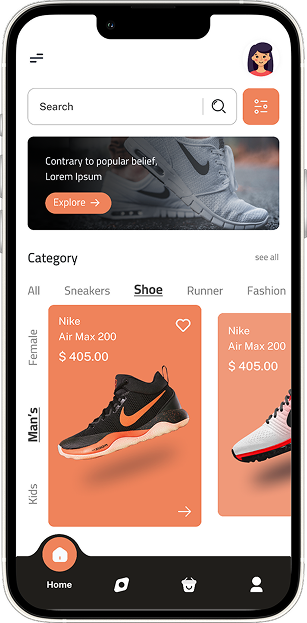 Search
Contrary to popular belief,
Lorem Ipsum
Explore
Category
see all
All
Sneakers
Shoe
Runner
Fashion
Female
Man's
Kids
Nike
Air Max 200
$ 405.00
Nike
Air Max 200
$ 405.00
Home